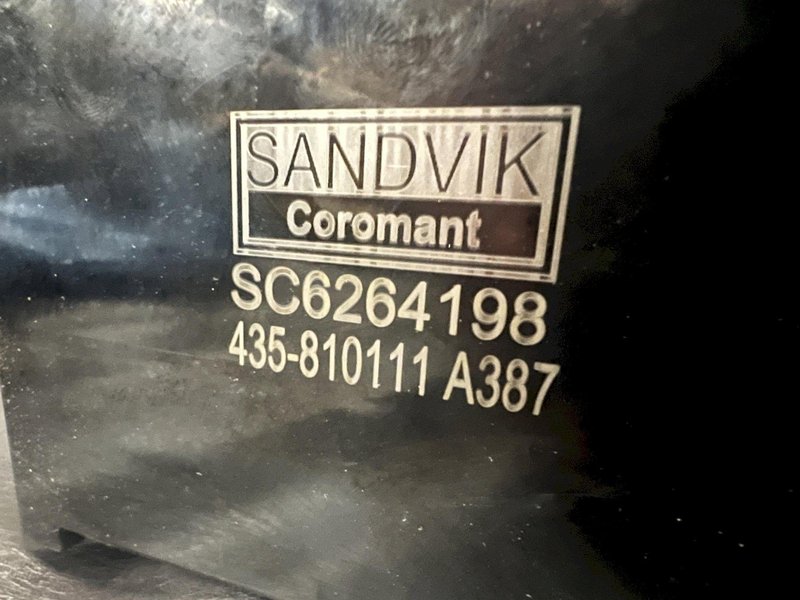 SANDVIK
Coromant
SC6264198
435-810111 A387